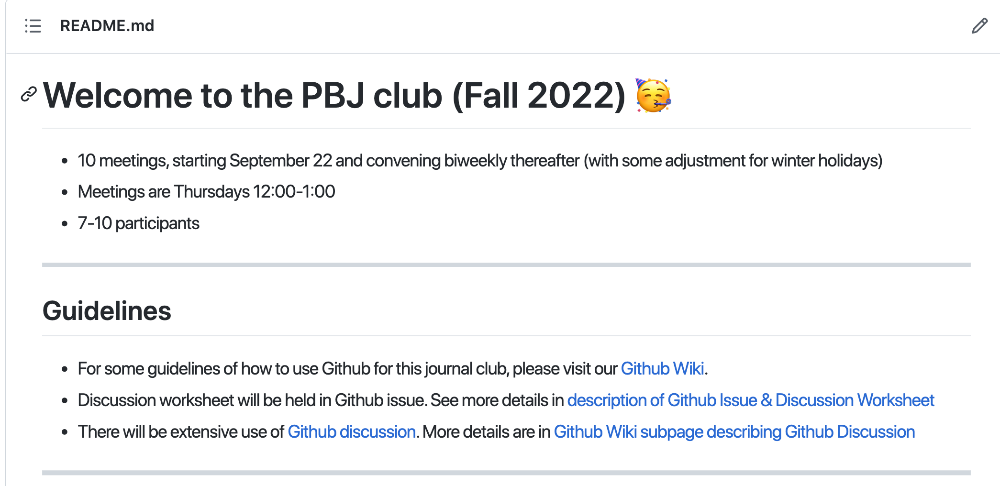 README.md
Welcome to the PBJ club (Fall 2022) 🥳
10 meetings, starting September 22 and convening biweekly thereafter (with some adjustment for winter holidays)
Meetings are Thursdays 12:00-1:00
7-10 participants
Guidelines
For some guidelines of how to use Github for this journal club, please visit our Github Wiki.
Discussion worksheet will be held in Github issue. See more details in description of Github Issue & Discussion Worksheet
There will be extensive use of Github discussion. More details are in Github Wiki subpage describing Github Discussion